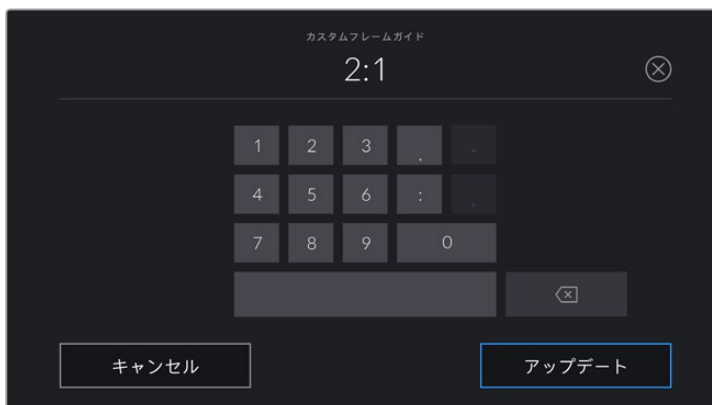 カスタムフレームガイド
2:1
1 2 3 . -
4 5 6 : ,
7 8 9 0
キャンセル
アップデート